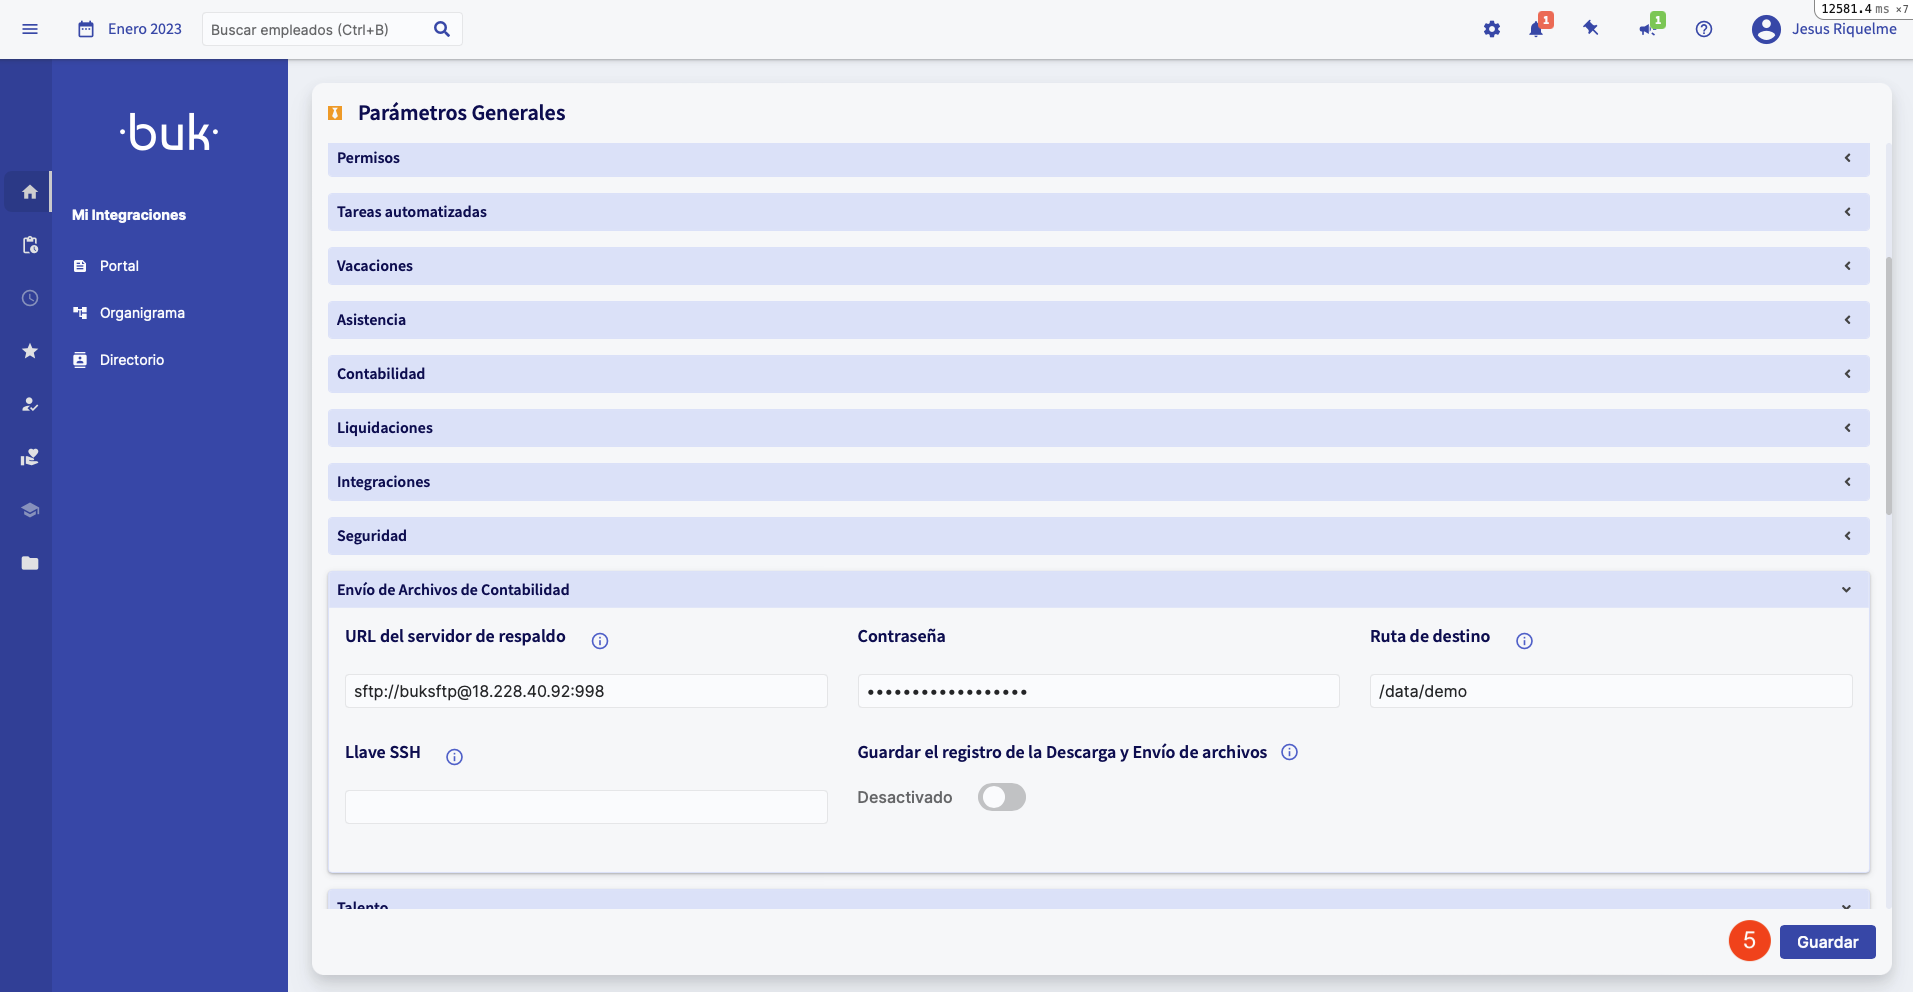 12581.4 ms ×7
Enero 2023
Buscar empleados (Ctrl+B)
1
1
Jesus Riquelme
·buk·
Mi Integraciones
Portal
Organigrama
Directorio
Parámetros Generales
Permisos
Tareas automatizadas
Vacaciones
Asistencia
Contabilidad
Liquidaciones
Integraciones
Seguridad
Envío de Archivos de Contabilidad
URL del servidor de respaldo
Contraseña
Ruta de destino
sftp://buksftp@18.228.40.92:998
••••••••••••••••••
/data/demo
Llave SSH
Guardar el registro de la Descarga y Envío de archivos
Desactivado
Talento
5
Guardar